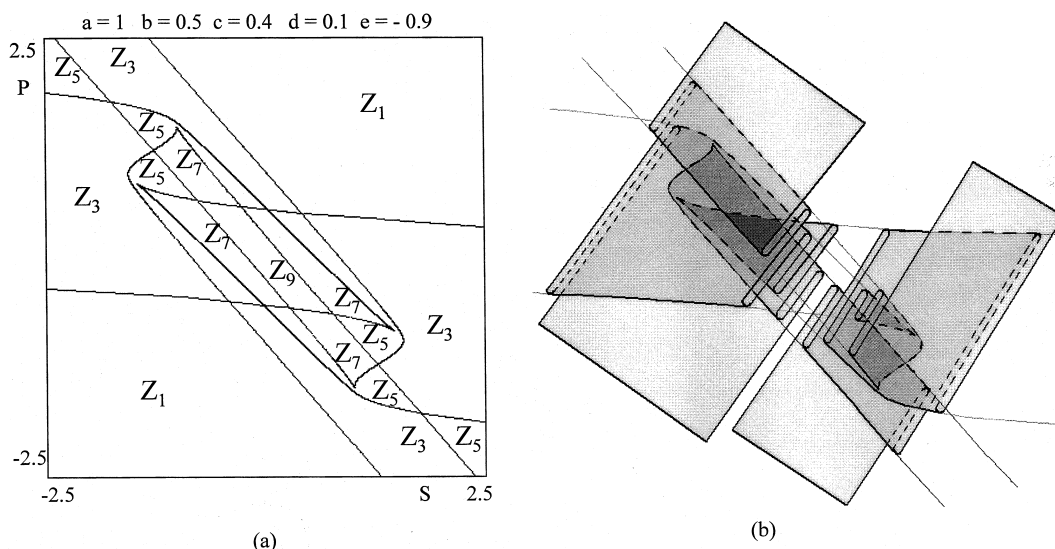 a = 1 b = 0.5 c = 0.4 d = 0.1 e = - 0.9
2.5
P
Z5
Z3
Z1
Z5
Z7
Z5
Z3
Z7
Z9
Z7
Z3
Z5
Z7
Z5
Z1
Z3
Z5
-2.5
-2.5
S
2.5
(a)
(b)